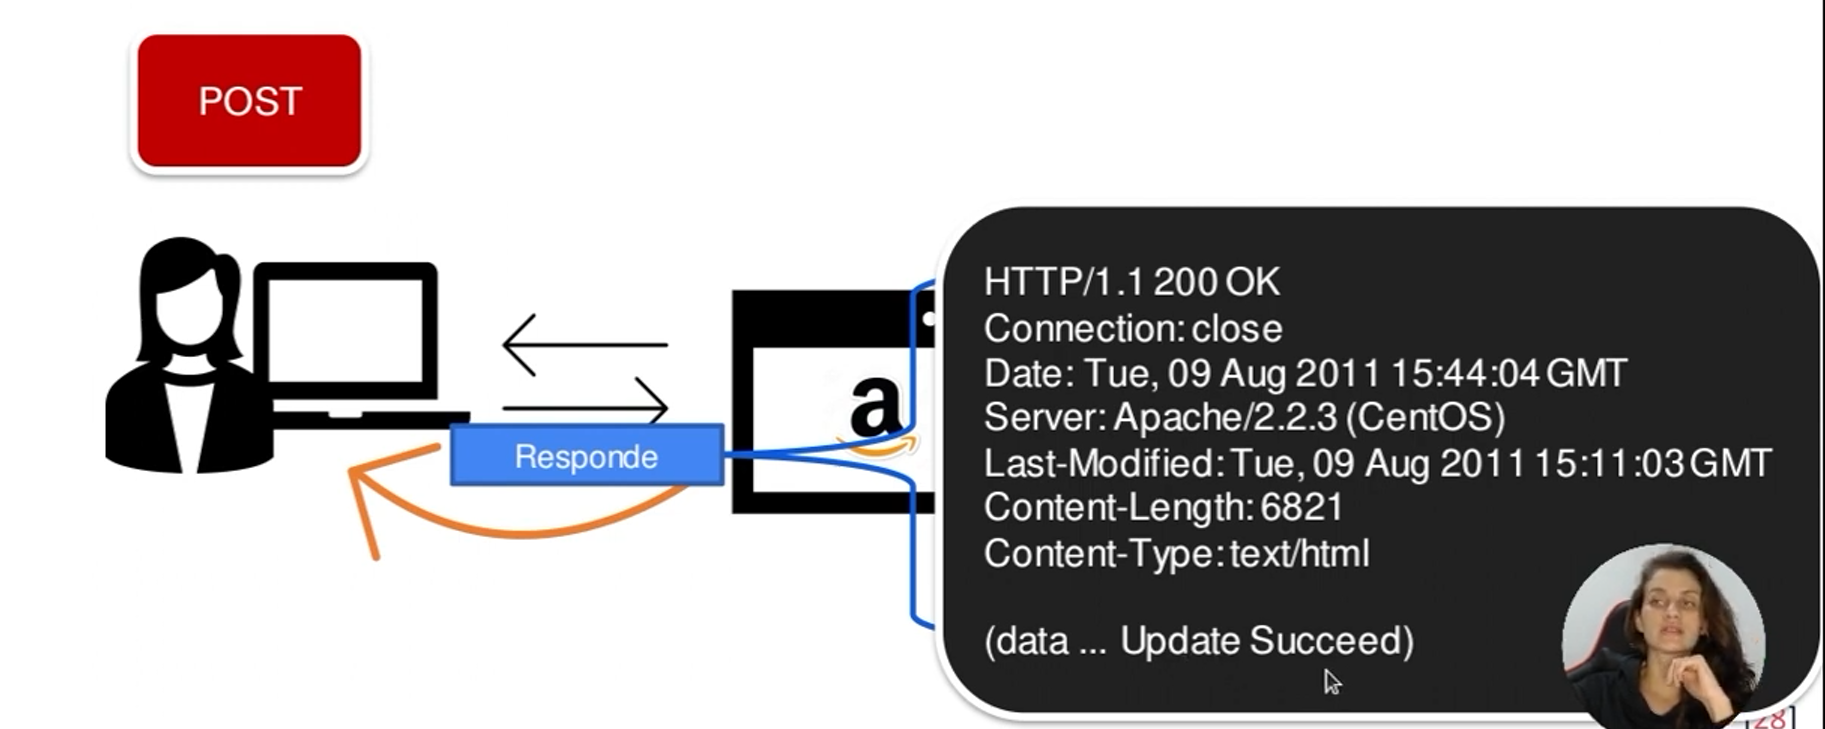 POST
a
Responde
HTTP/1.1 200 OK
Connection: close
Date: Tue, 09 Aug 2011 15:44:04 GMT
Server: Apache/2.2.3 (CentOS)
Last-Modified: Tue, 09 Aug 2011 15:11:03 GMT
Content-Length: 6821
Content-Type: text/html
(data ... Update Succeed)
[28]